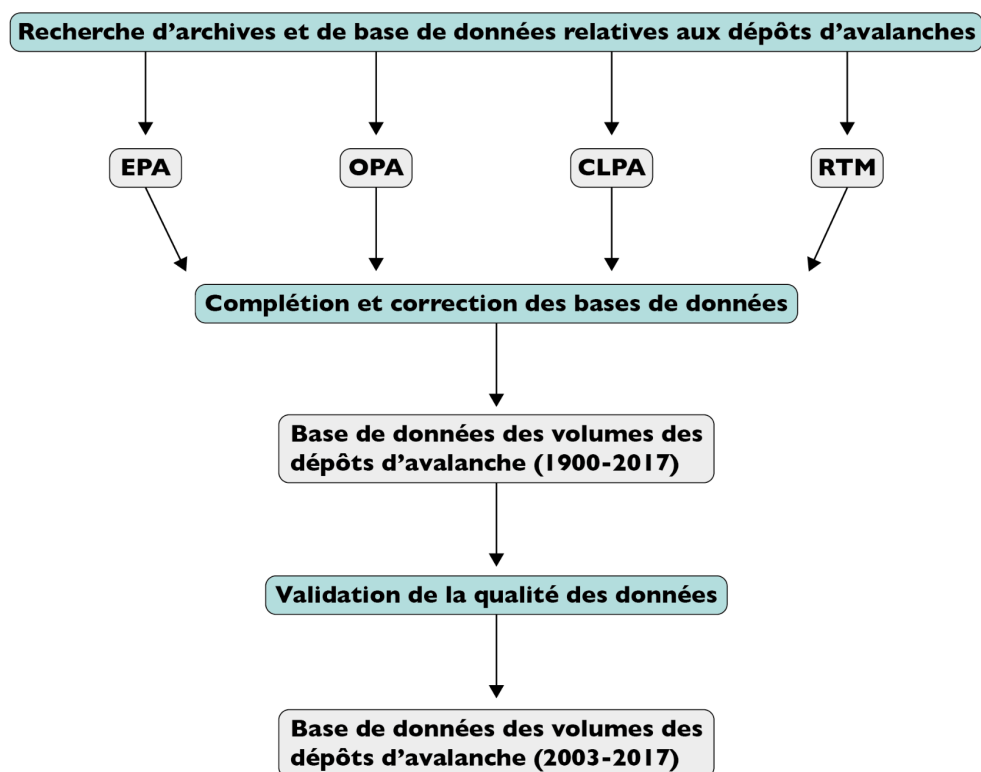 Recherche d’archives et de base de données relatives aux dépôts d’avalanches
EPA
OPA
CLPA
RTM
Complétion et correction des bases de données
Base de données des volumes des
dépôts d’avalanche (1900-2017)
Validation de la qualité des données
Base de données des volumes des
dépôts d’avalanche (2003-2017)